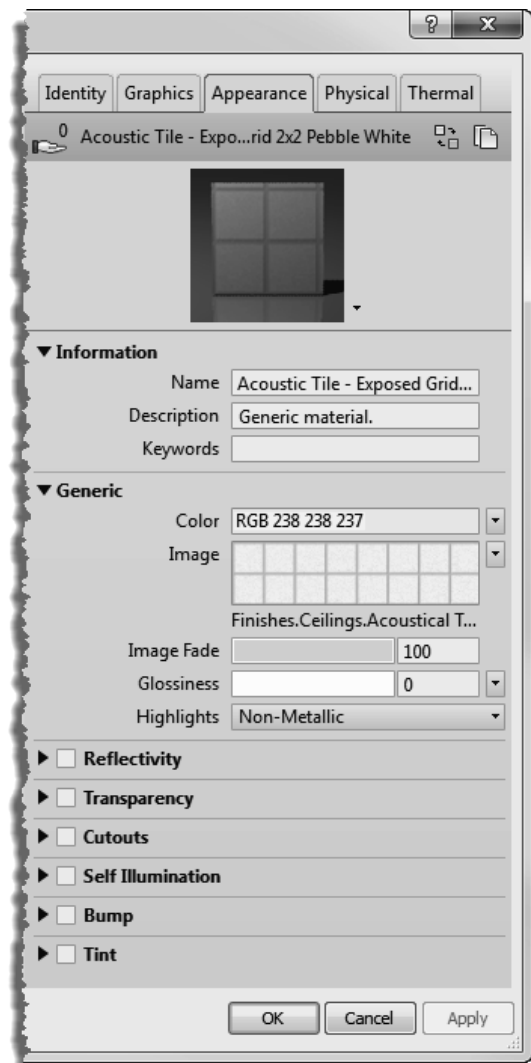 ?
X
Identity Graphics Appearance Physical Thermal
0
Acoustic Tile - Expo...rid 2x2 Pebble White
Information
Name Acoustic Tile - Exposed Grid...
Description Generic material.
Keywords
Generic
Color RGB 238 238 237
Image
Finishes.Ceilings.Acoustical T...
Image Fade 100
Glossiness 0
Highlights Non-Metallic
Reflectivity
Transparency
Cutouts
Self Illumination
Bump
Tint
OK Cancel Apply